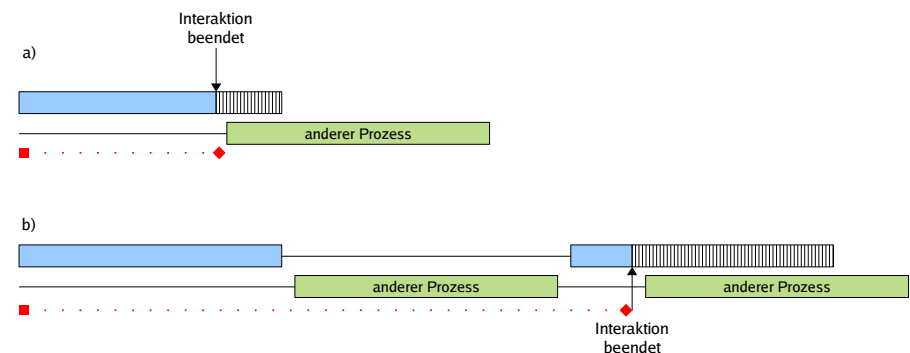 Interaktion
beendet
a)
anderer Prozess
b)
anderer Prozess
anderer Prozess
Interaktion
beendet